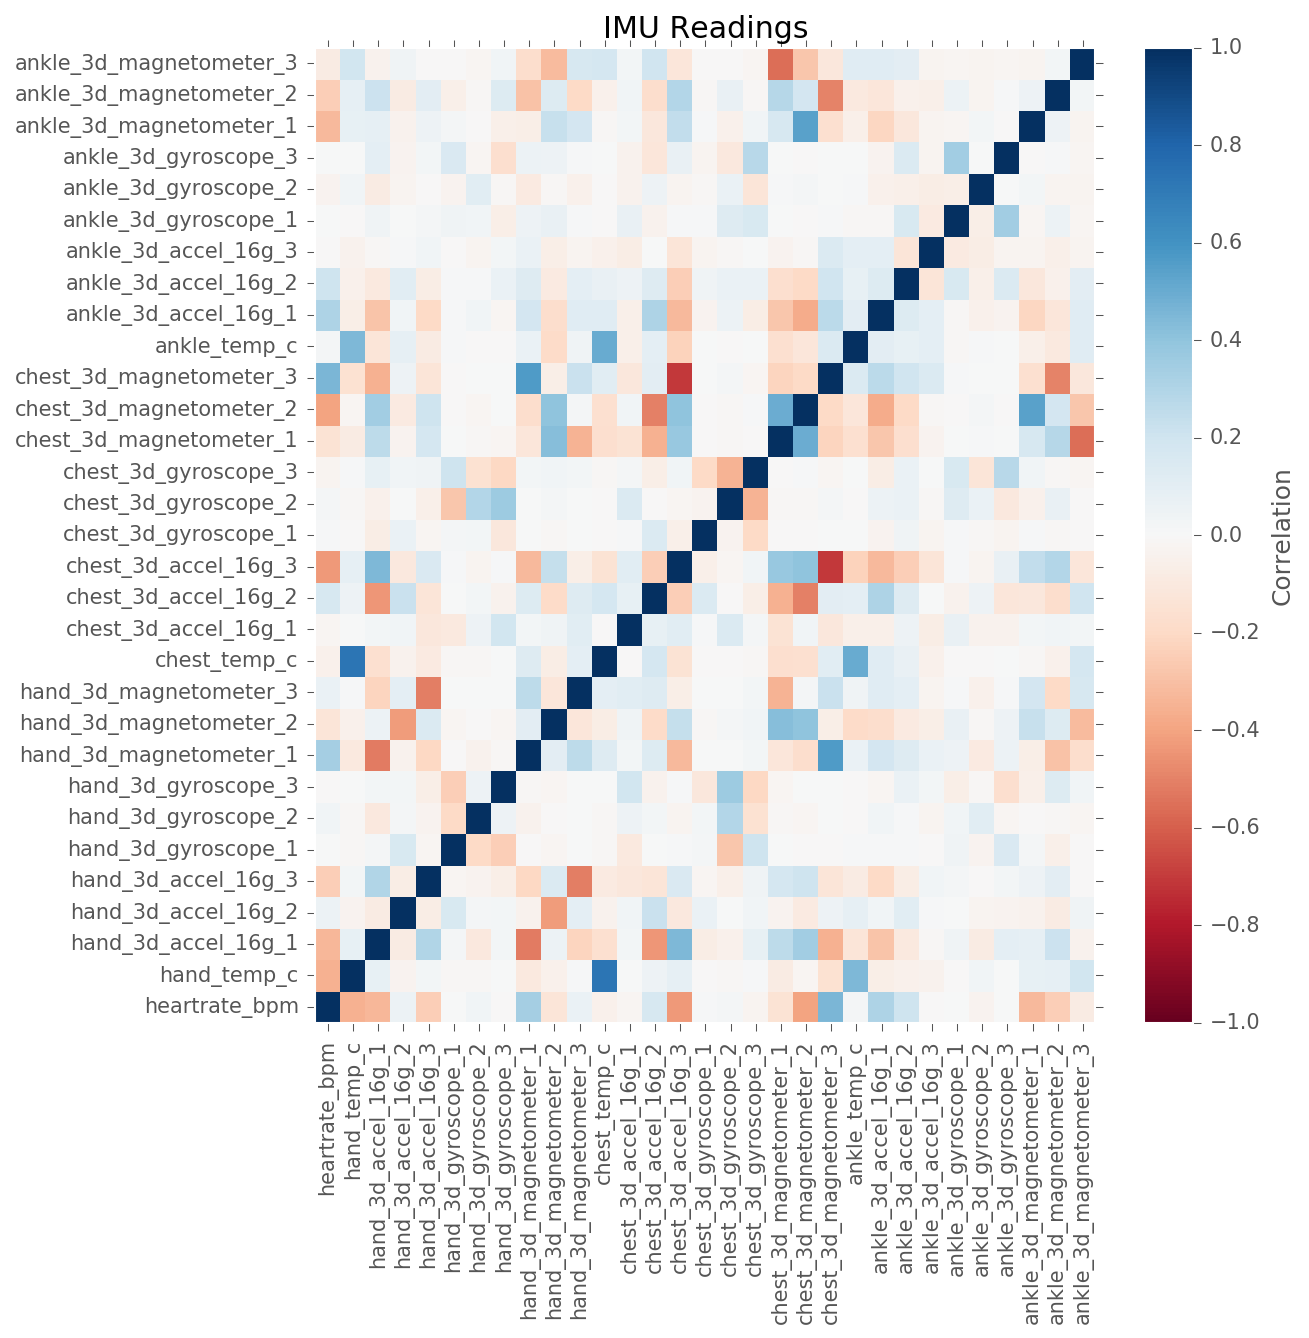 IMU Readings
ankle_3d_magnetometer_3
ankle_3d_magnetometer_2
ankle_3d_magnetometer_1
ankle_3d_gyroscope_3
ankle_3d_gyroscope_2
ankle_3d_gyroscope_1
ankle_3d_accel_16g_3
ankle_3d_accel_16g_2
ankle_3d_accel_16g_1
ankle_temp_c
chest_3d_magnetometer_3
chest_3d_magnetometer_2
chest_3d_magnetometer_1
chest_3d_gyroscope_3
chest_3d_gyroscope_2
chest_3d_gyroscope_1
chest_3d_accel_16g_3
chest_3d_accel_16g_2
chest_3d_accel_16g_1
chest_temp_c
hand_3d_magnetometer_3
hand_3d_magnetometer_2
hand_3d_magnetometer_1
hand_3d_gyroscope_3
hand_3d_gyroscope_2
hand_3d_gyroscope_1
hand_3d_accel_16g_3
hand_3d_accel_16g_2
hand_3d_accel_16g_1
hand_temp_c
heartrate_bpm
heartrate_bpm
hand_temp_c
hand_3d_accel_16g_1
hand_3d_accel_16g_2
hand_3d_accel_16g_3
hand_3d_gyroscope_1
hand_3d_gyroscope_2
hand_3d_gyroscope_3
hand_3d_magnetometer_1
hand_3d_magnetometer_2
hand_3d_magnetometer_3
chest_temp_c
chest_3d_accel_16g_1
chest_3d_accel_16g_2
chest_3d_accel_16g_3
chest_3d_gyroscope_1
chest_3d_gyroscope_2
chest_3d_gyroscope_3
chest_3d_magnetometer_1
chest_3d_magnetometer_2
chest_3d_magnetometer_3
ankle_temp_c
ankle_3d_accel_16g_1
ankle_3d_accel_16g_2
ankle_3d_accel_16g_3
ankle_3d_gyroscope_1
ankle_3d_gyroscope_2
ankle_3d_gyroscope_3
ankle_3d_magnetometer_1
ankle_3d_magnetometer_2
ankle_3d_magnetometer_3
1.0
0.8
0.6
0.4
0.2
0.0
−0.2
−0.4
−0.6
−0.8
−1.0
Correlation